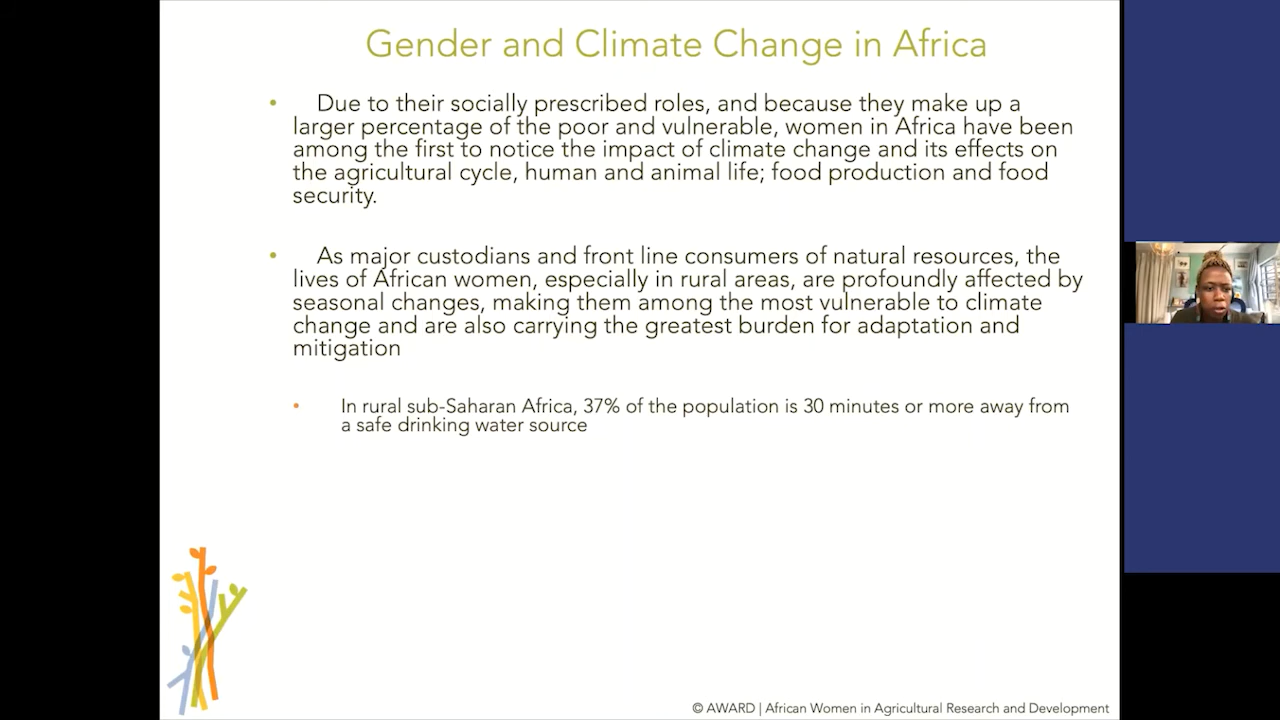 Gender and Climate Change in Africa
• Due to their socially prescribed roles, and because they make up a
larger percentage of the poor and vulnerable, women in Africa have been
among the first to notice the impact of climate change and its effects on
the agricultural cycle, human and animal life; food production and food
security.
• As major custodians and front line consumers of natural resources, the
lives of African women, especially in rural areas, are profoundly affected by
seasonal changes, making them among the most vulnerable to climate
change and are also carrying the greatest burden for adaptation and
mitigation
• In rural sub-Saharan Africa, 37% of the population is 30 minutes or more away from
a safe drinking water source
© AWARD | African Women in Agricultural Research and Development